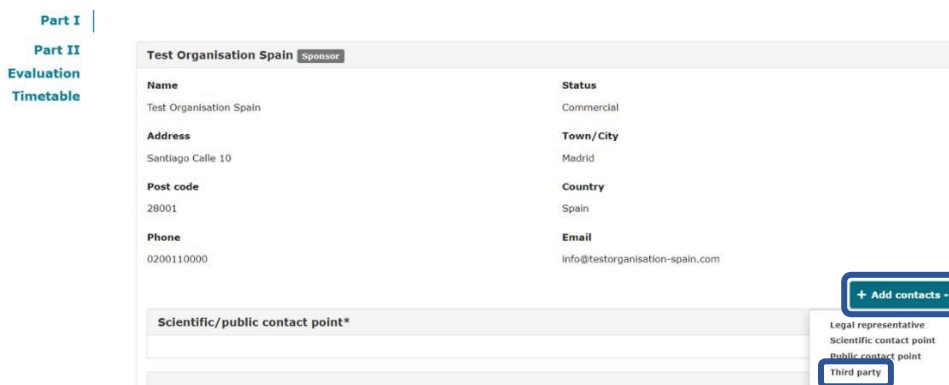 Part I
Part II
Evaluation
Timetable
Test Organisation Spain Sponsor
Name Status
Test Organisation Spain Commercial
Address Town/City
Santiago Calle 10 Madrid
Post code Country
28001 Spain
Phone Email
0200110000 info@testorganisation-spain.com
+ Add contacts
Scientific/public contact point*
Legal representative
Scientific contact point
Public contact point
Third party